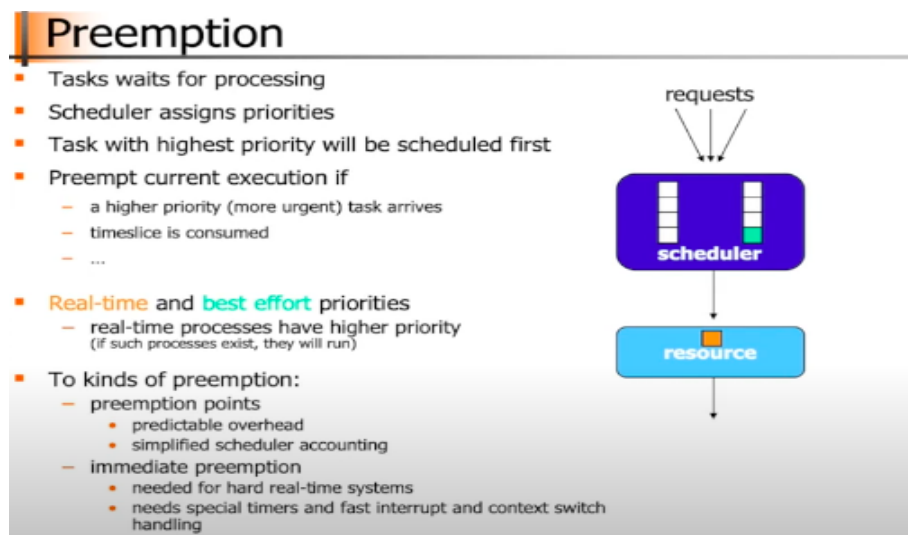 Preemption
Tasks waits for processing
Scheduler assigns priorities
Task with highest priority will be scheduled first
Preempt current execution if
– a higher priority (more urgent) task arrives
– timeslice is consumed
– ...
Real-time and best effort priorities
– real-time processes have higher priority
(if such processes exist, they will run)
To kinds of preemption:
– preemption points
• predictable overhead
• simplified scheduler accounting
– immediate preemption
• needed for hard real-time systems
• needs special timers and fast interrupt and context switch
handling
requests
scheduler
resource